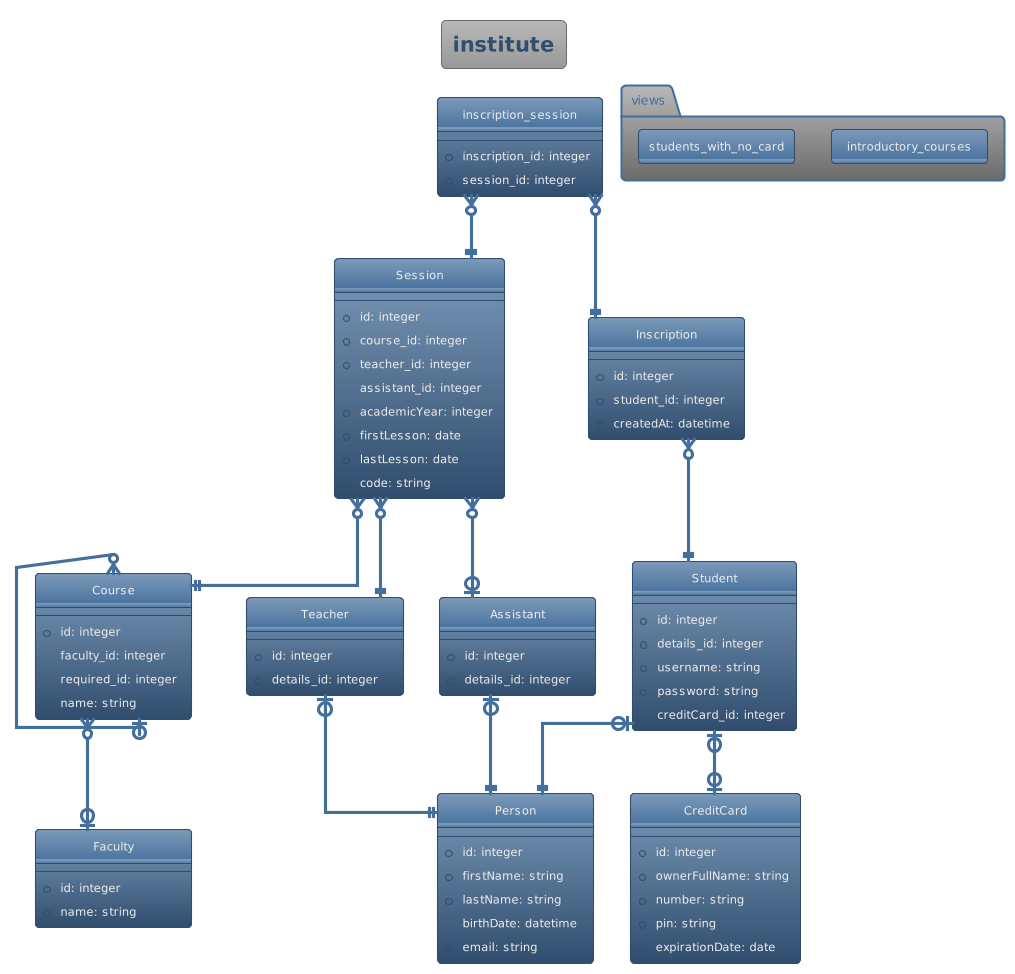 institute
views
students_with_no_card
introductory_courses
inscription_session
inscription_id: integer
session_id: integer
Session
id: integer
course_id: integer
teacher_id: integer
assistant_id: integer
academicYear: integer
firstLesson: date
lastLesson: date
code: string
Inscription
id: integer
student_id: integer
createdAt: datetime
Course
id: integer
faculty_id: integer
required_id: integer
name: string
Teacher
id: integer
details_id: integer
Assistant
id: integer
details_id: integer
Student
id: integer
details_id: integer
username: string
password: string
creditCard_id: integer
Faculty
id: integer
name: string
Person
id: integer
firstName: string
lastName: string
birthDate: datetime
email: string
CreditCard
id: integer
ownerFullName: string
number: string
pin: string
expirationDate: date